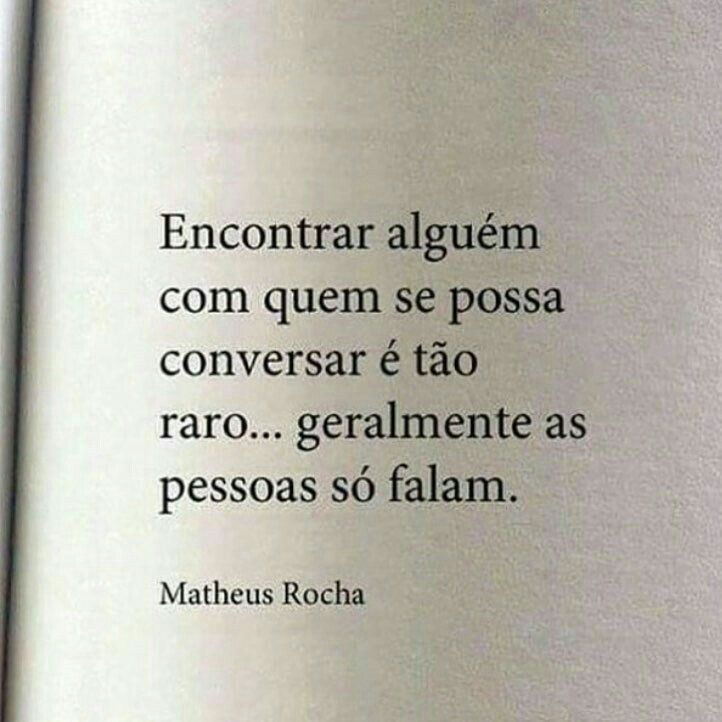 Encontrar alguém
com quem se possa
conversar é tão
raro... geralmente as
pessoas só falam.
Matheus Rocha